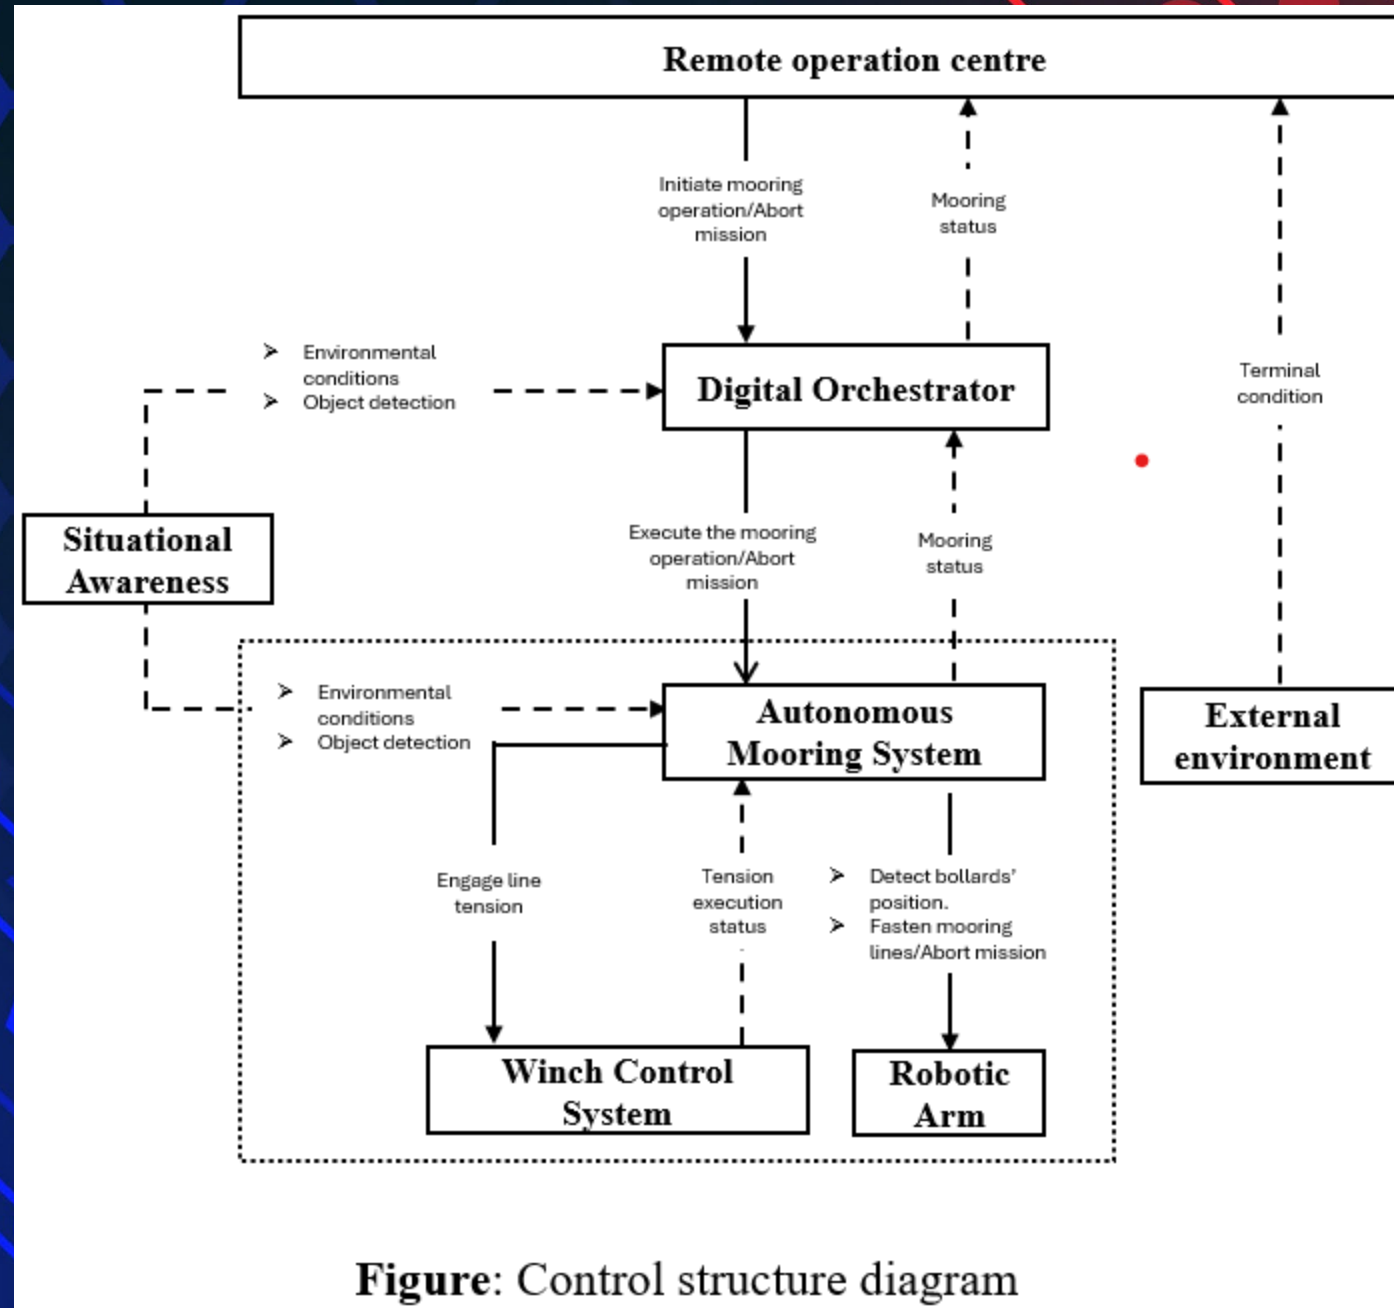 Remote operation centre
Initiate mooring
operation/Abort
mission
Mooring
status
➢ Environmental
conditions
➢ Object detection
Digital Orchestrator
Terminal
condition
Situational
Awareness
Execute the mooring
operation/Abort
mission
Mooring
status
➢ Environmental
conditions
➢ Object detection
Autonomous
Mooring System
External
environment
Engage line
tension
Tension
execution
status
➢ Detect bollards’
position.
➢ Fasten mooring
lines/Abort mission
Winch Control
System
Robotic
Arm
Figure: Control structure diagram